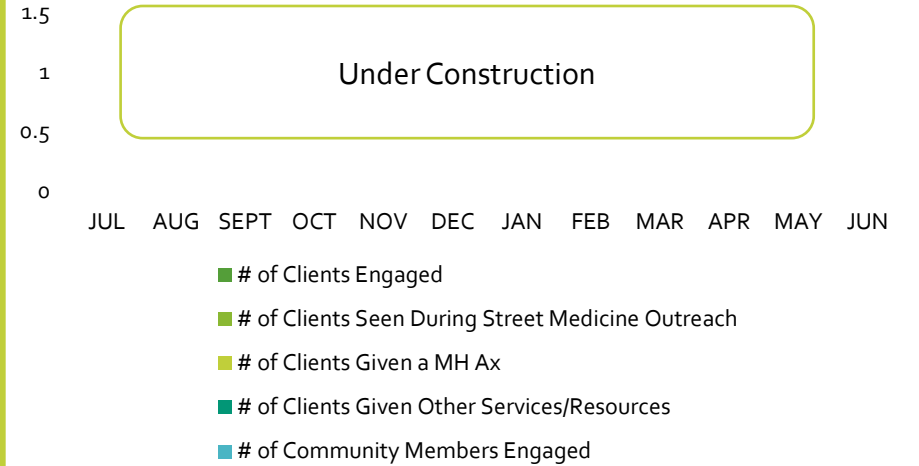 1.5
Under Construction
1
0.5
0
JUL AUG SEPT OCT NOV DEC JAN FEB MAR APR MAY JUN
# of Clients Engaged
# of Clients Seen During Street Medicine Outreach
# of Clients Given a MH Ax
# of Clients Given Other Services/Resources
# of Community Members Engaged